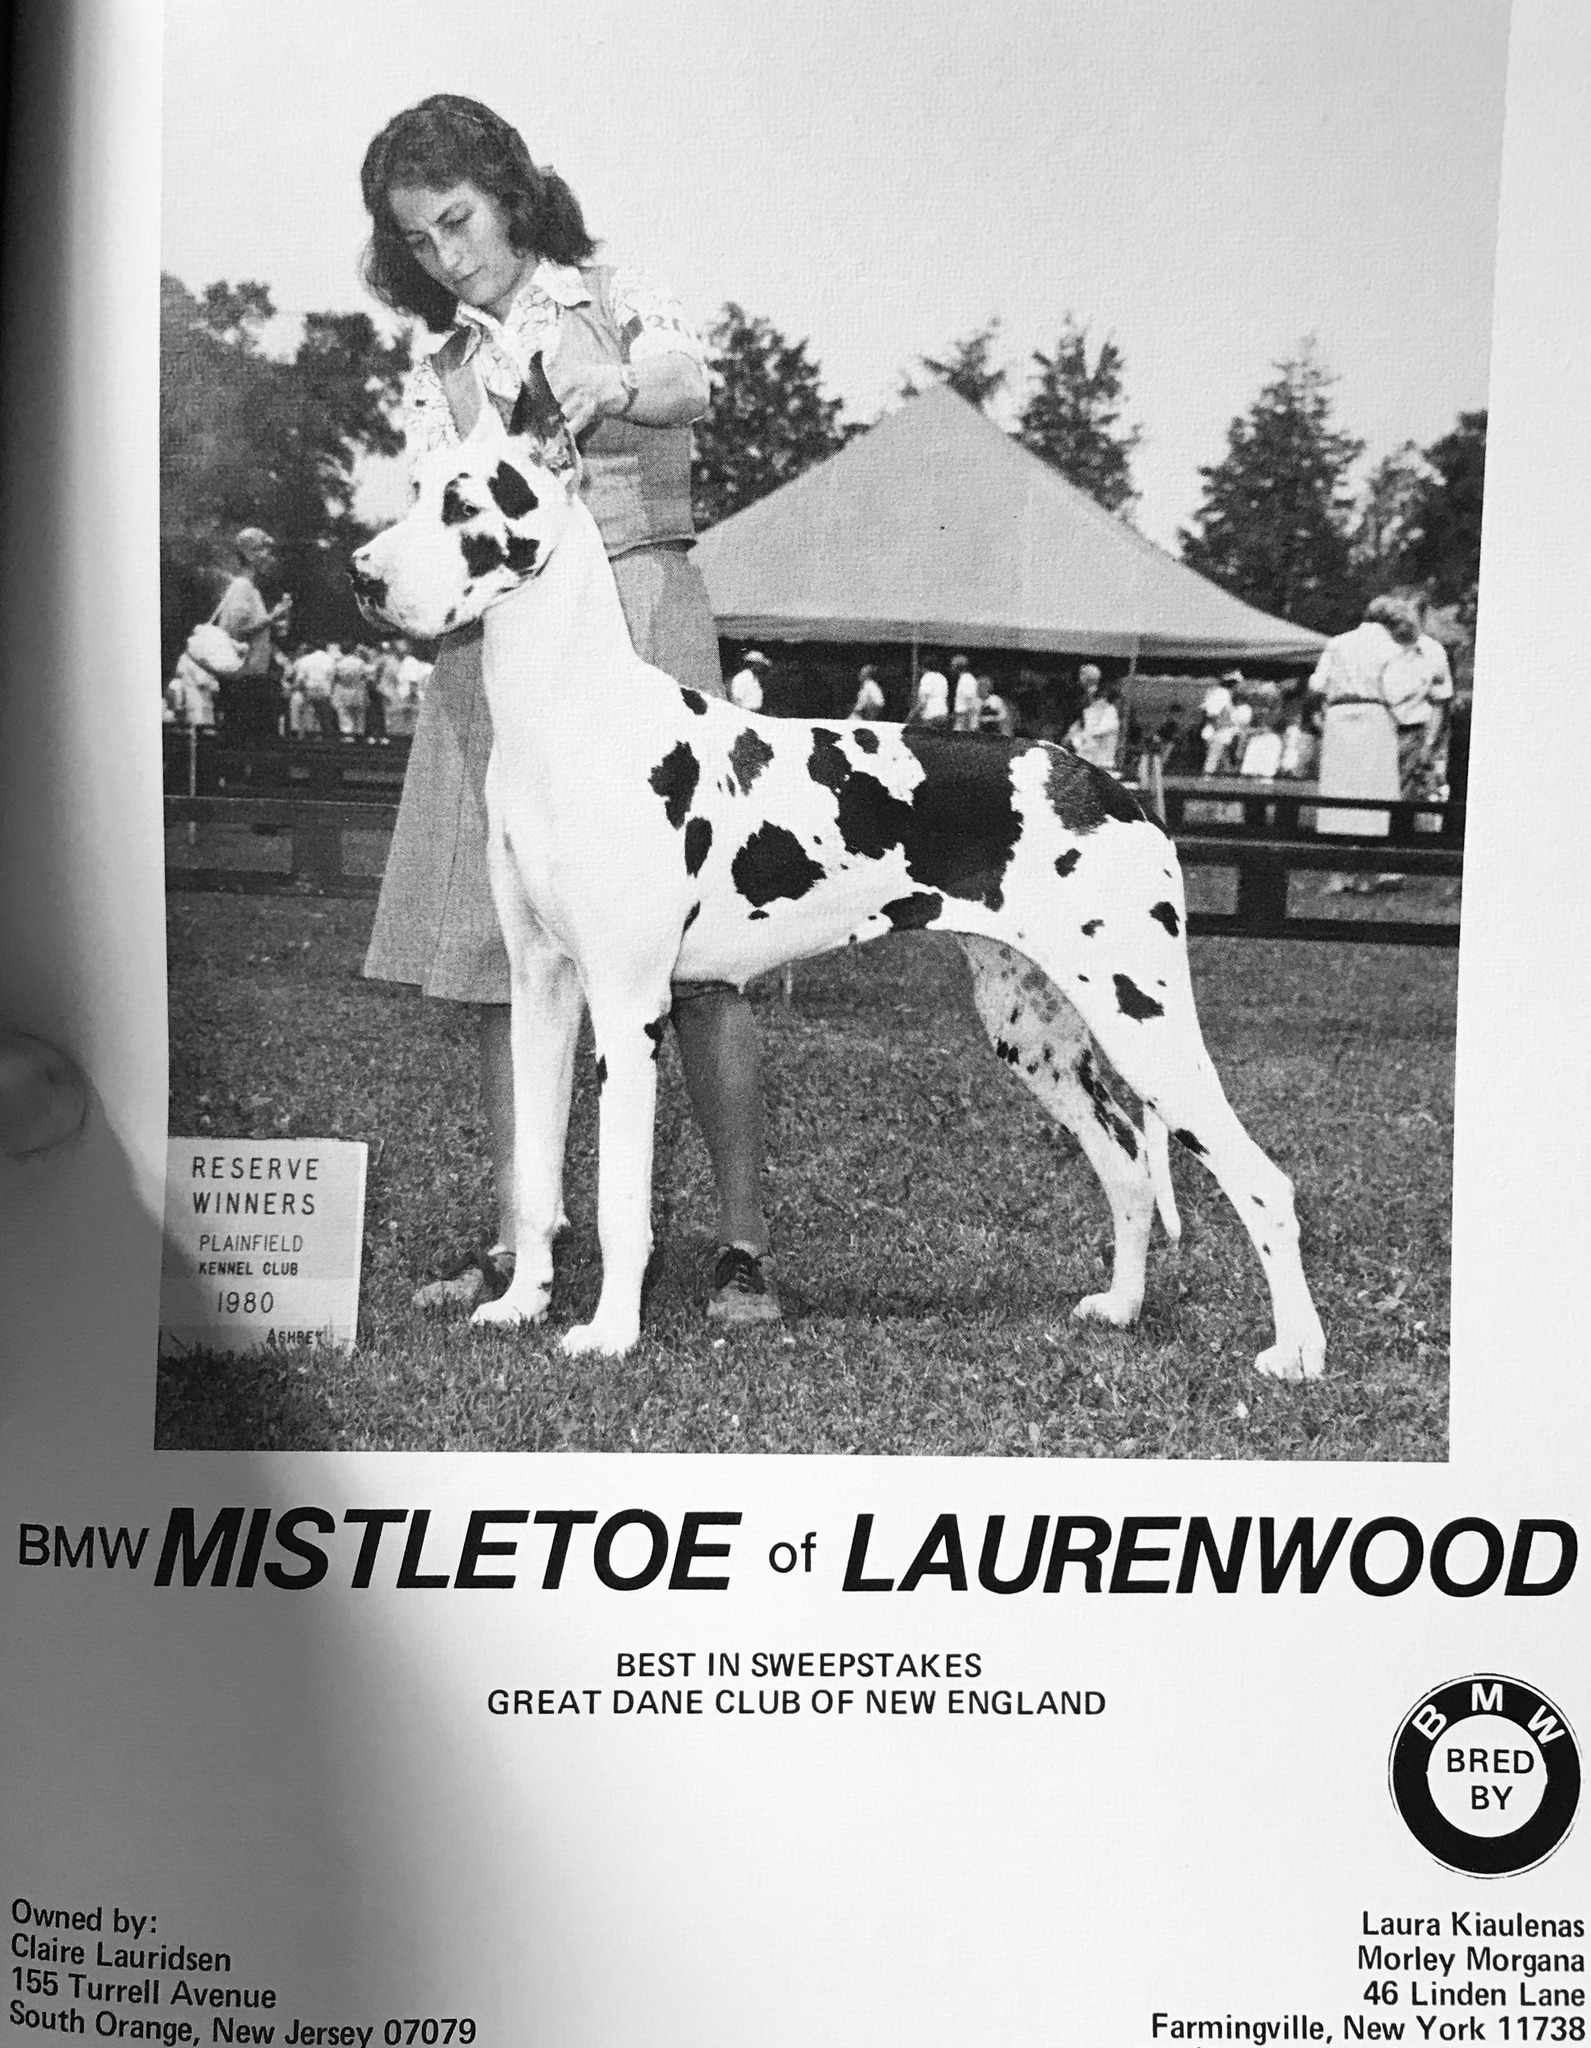 RESERVE
WINNERS
PLAINFIELD
KENNEL CLUB
1980
ASHBEY
BMW MISTLETOE of LAURENWOOD
BEST IN SWEEPSTAKES
GREAT DANE CLUB OF NEW ENGLAND
BMW
BRED
BY
Owned by:
Claire Lauridsen
155 Turrell Avenue
South Orange, New Jersey 07079
Laura Kiaulenas
Morley Morgana
46 Linden Lane
Farmingville, New York 11738